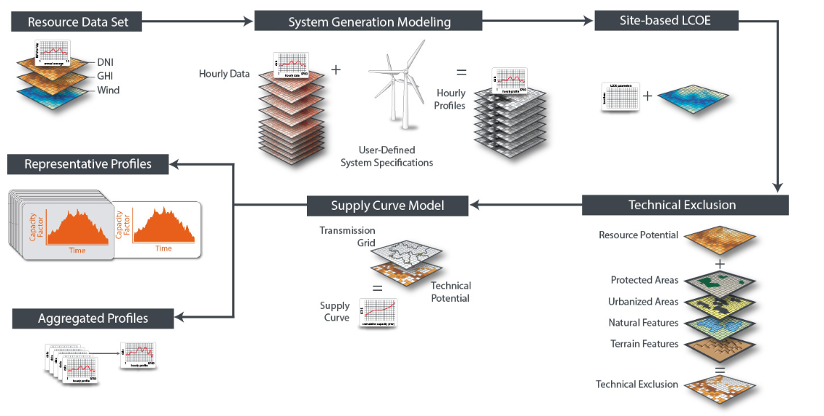 Resource Data Set
System Generation Modeling
Site-based LCOE
DNI
GHI
Wind
Hourly Data
+
=
Hourly
Profiles
User-Defined
System Specifications
+
Representative Profiles
Capacity
Factor
Time
Capacity
Factor
Time
Supply Curve Model
Transmission
Grid
Technical
Potential
=
Supply
Curve
Technical Exclusion
Resource Potential
+
Protected Areas
Urbanized Areas
Natural Features
Terrain Features
=
Technical Exclusion
Aggregated Profiles